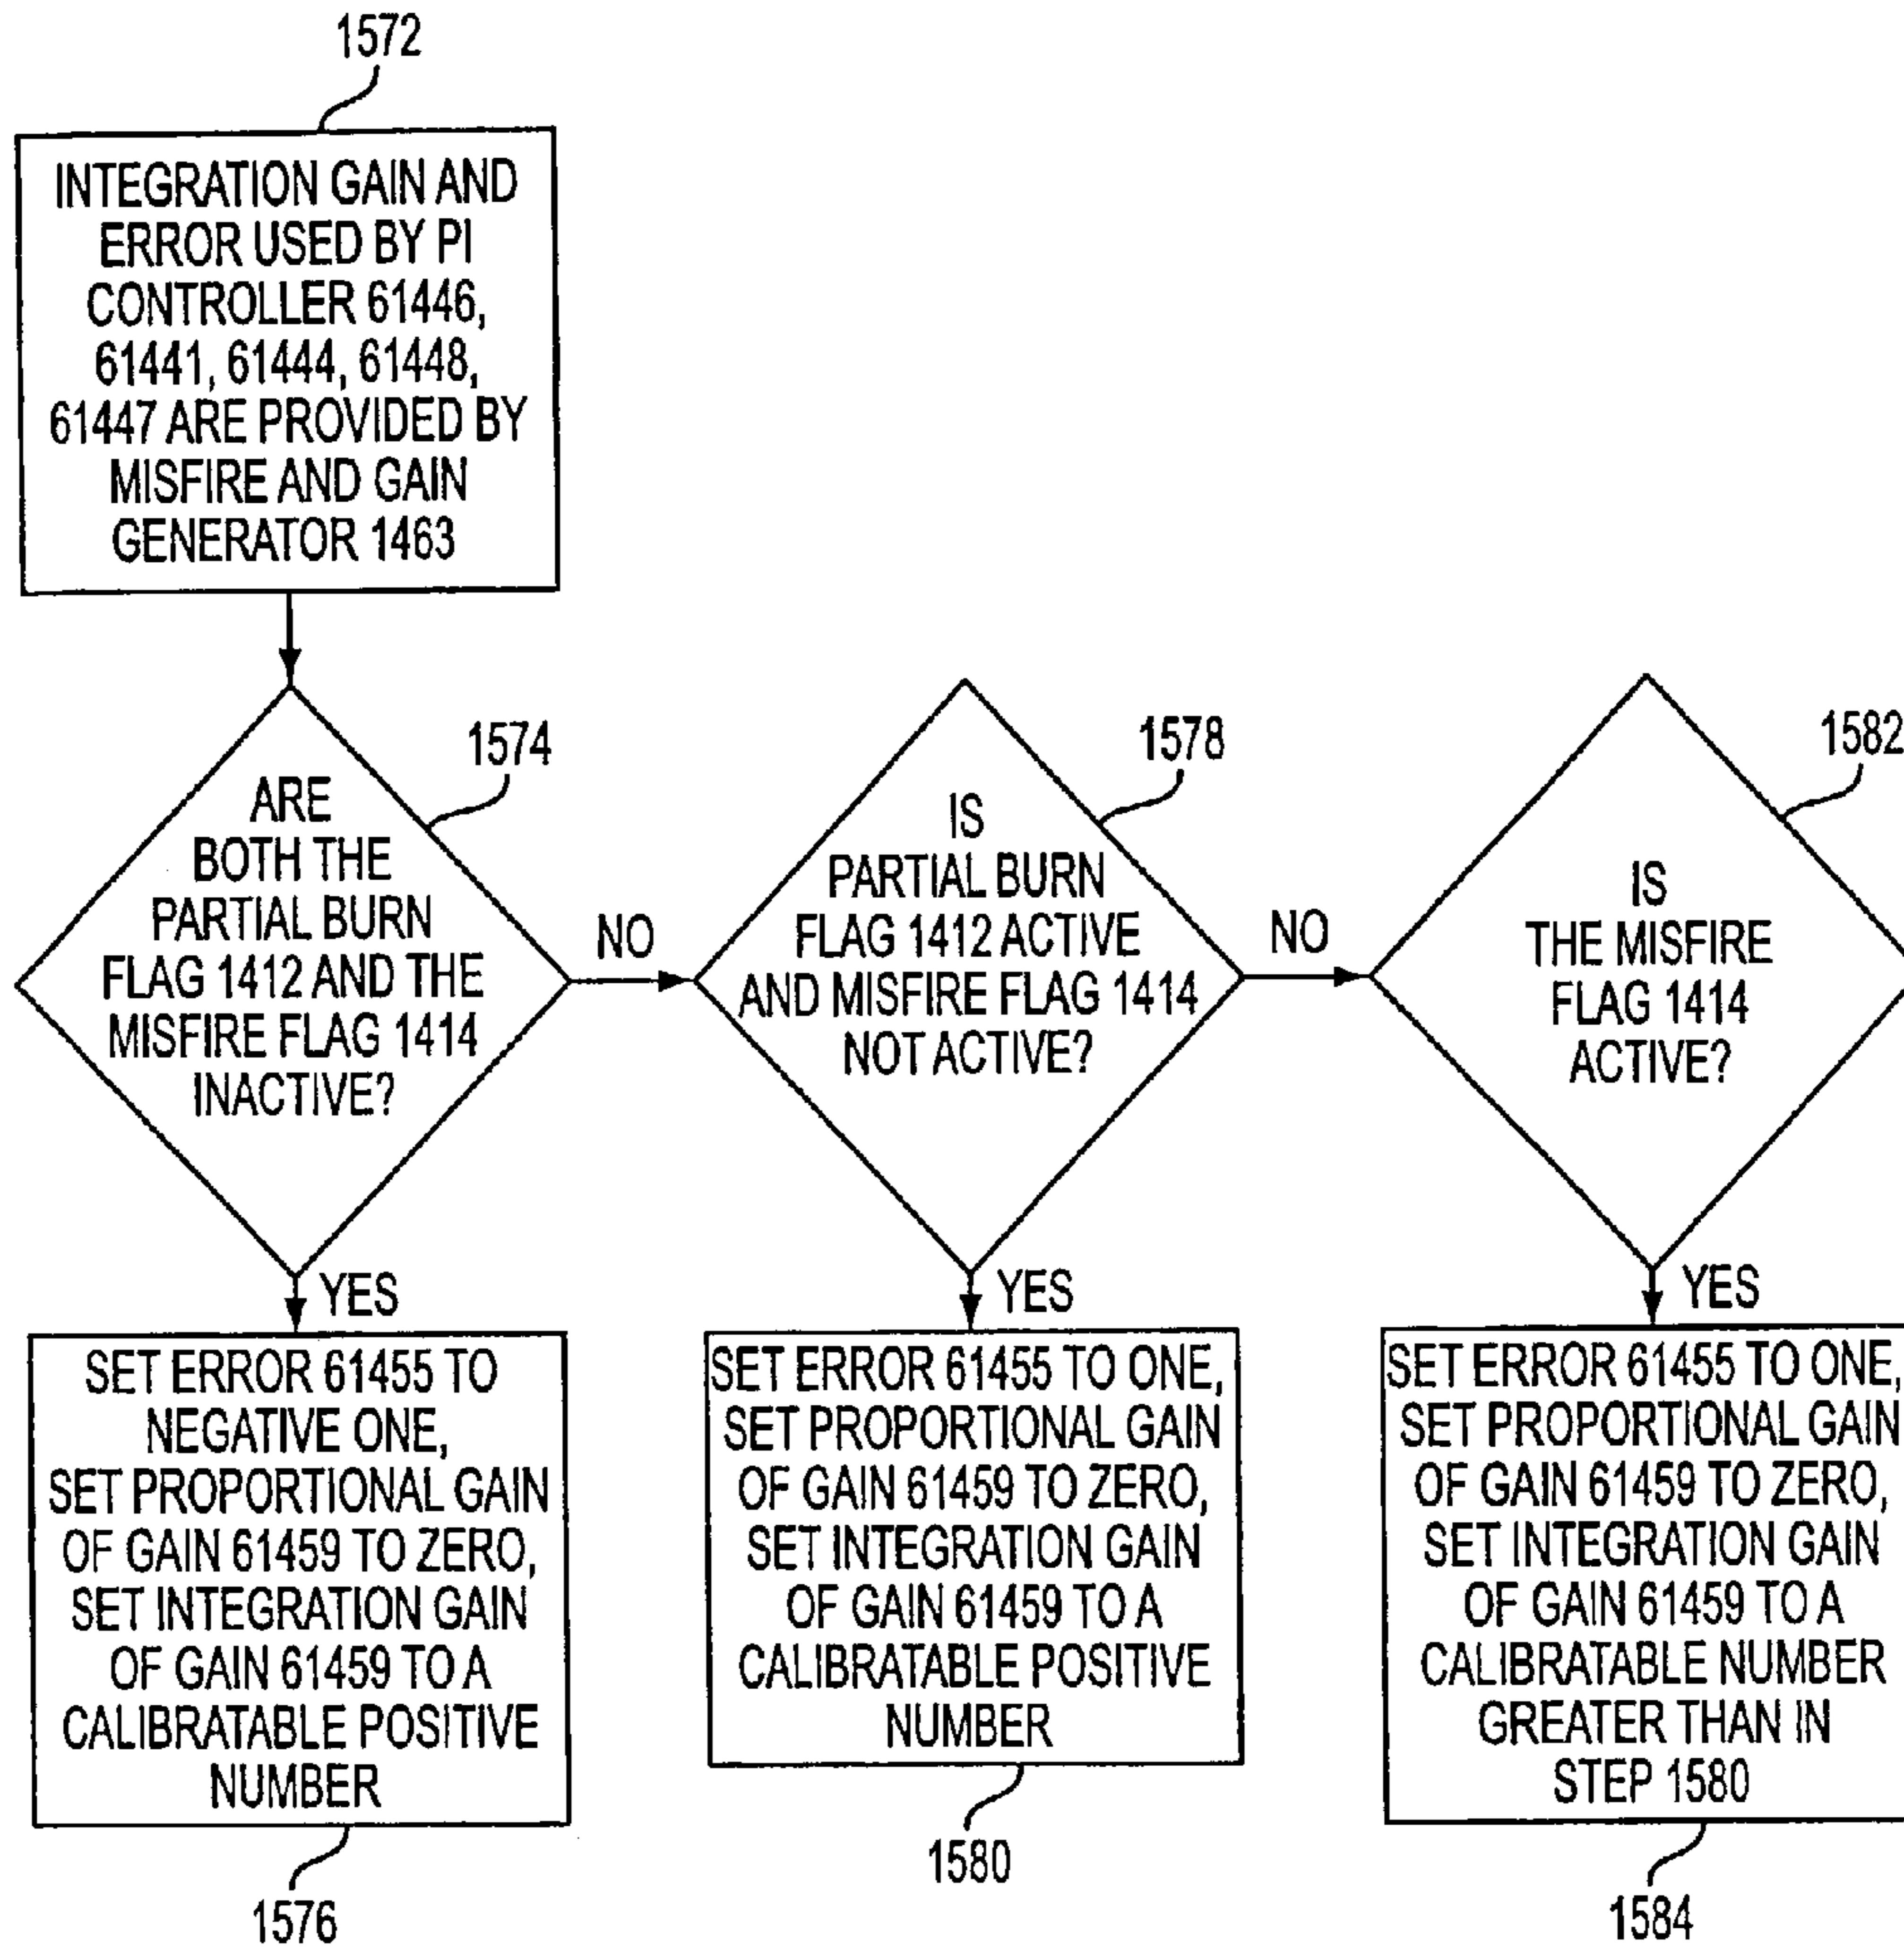 1572
INTEGRATION GAIN AND
ERROR USED BY PI
CONTROLLER 61446,
61441, 61444, 61448,
61447 ARE PROVIDED BY
MISFIRE AND GAIN
GENERATOR 1463
1574
ARE
BOTH THE
PARTIAL BURN
FLAG 1412 AND THE
MISFIRE FLAG 1414
INACTIVE?
NO
YES
1578
IS
PARTIAL BURN
FLAG 1412 ACTIVE
AND MISFIRE FLAG 1414
NOT ACTIVE?
NO
YES
1582
IS
THE MISFIRE
FLAG 1414
ACTIVE?
YES
SET ERROR 61455 TO
NEGATIVE ONE,
SET PROPORTIONAL GAIN
OF GAIN 61459 TO ZERO,
SET INTEGRATION GAIN
OF GAIN 61459 TO A
CALIBRATABLE POSITIVE
NUMBER
1576
SET ERROR 61455 TO ONE,
SET PROPORTIONAL GAIN
OF GAIN 61459 TO ZERO,
SET INTEGRATION GAIN
OF GAIN 61459 TO A
CALIBRATABLE POSITIVE
NUMBER
1580
SET ERROR 61455 TO ONE,
SET PROPORTIONAL GAIN
OF GAIN 61459 TO ZERO,
SET INTEGRATION GAIN
OF GAIN 61459 TO A
CALIBRATABLE NUMBER
GREATER THAN IN
STEP 1580
1584